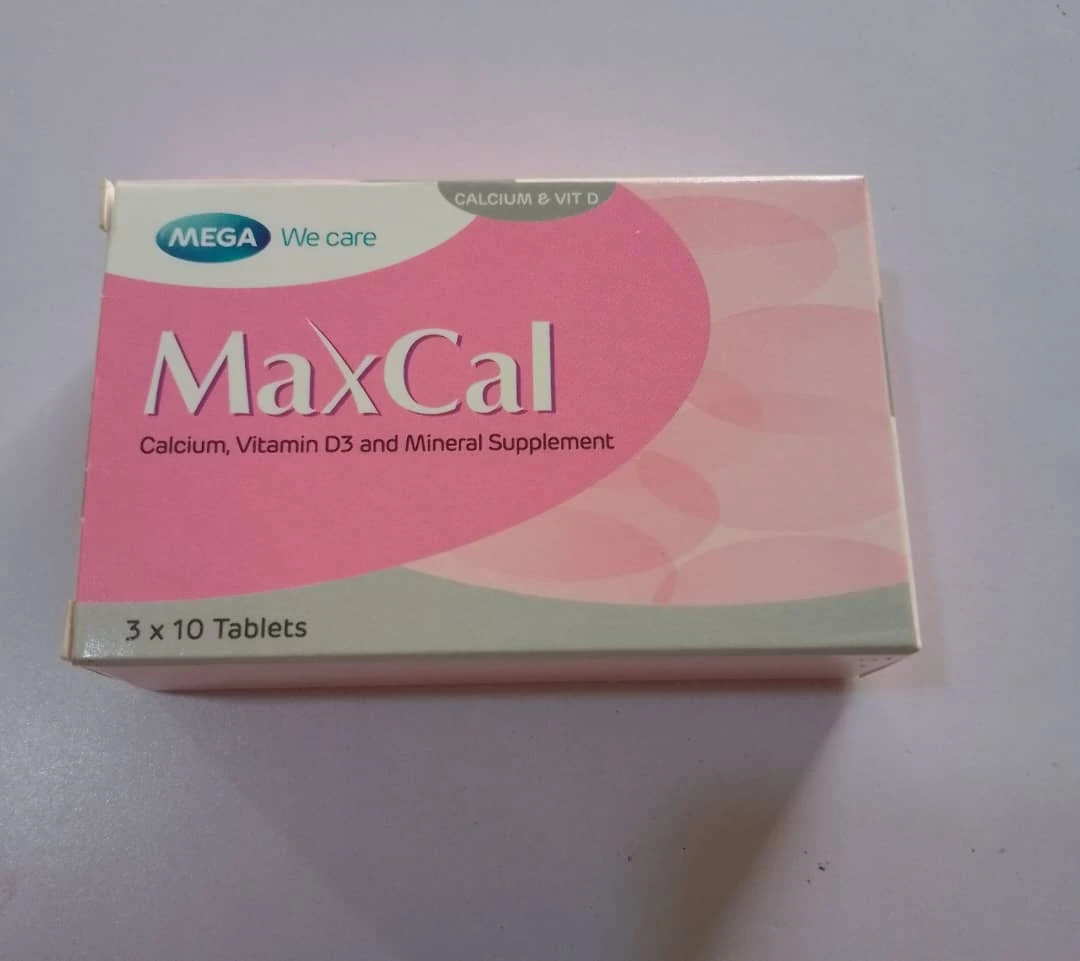 CALCIUM & VIT D
MEGA We care
MaxCal
Calcium, Vitamin D3 and Mineral Supplement
3 x 10 Tablets